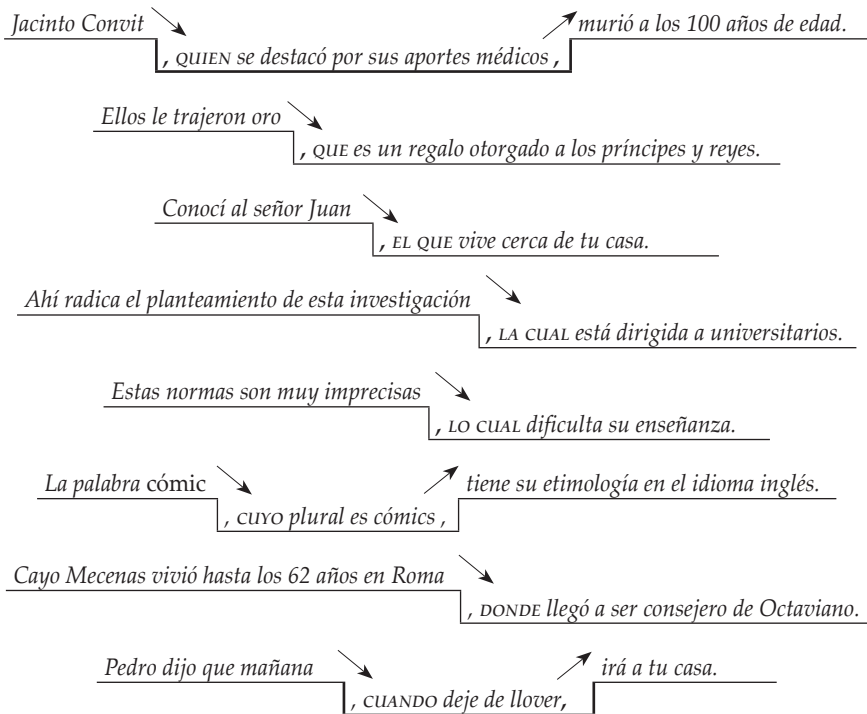 Jacinto Convit
murió a los 100 años de edad.
, QUIEN se destacó por sus aportes médicos ,
Ellos le trajeron oro
, QUE es un regalo otorgado a los príncipes y reyes.
Conocí al señor Juan
, EL QUE vive cerca de tu casa.
Ahí radica el planteamiento de esta investigación
, LA CUAL está dirigida a universitarios.
Estas normas son muy imprecisas
, LO CUAL dificulta su enseñanza.
La palabra cómic
tiene su etimología en el idioma inglés.
, CUYO plural es cómics ,
Cayo Mecenas vivió hasta los 62 años en Roma
, DONDE llegó a ser consejero de Octaviano.
Pedro dijo que mañana
irá a tu casa.
, CUANDO deje de llover,